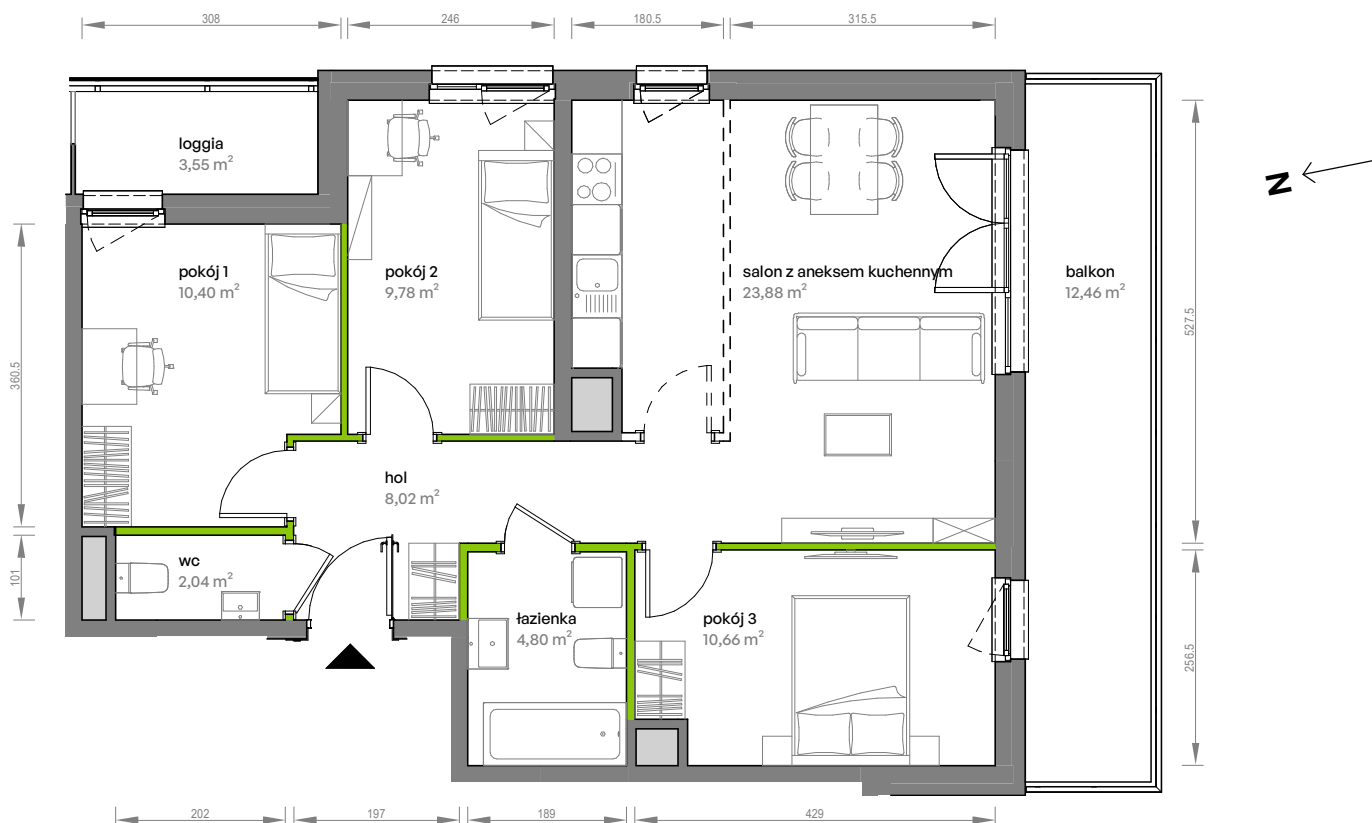 308
246
180.5
315.5
loggia
3,55 m²
N
pokój 1
10,40 m²
pokój 2
9,78 m²
salon z aneksem kuchennym
23,88 m²
balkon
12,46 m²
360.5
527.5
hol
8,02 m²
101
wc
2,04 m²
łazienka
4,80 m²
pokój 3
10,66 m²
256.5
202
197
189
429